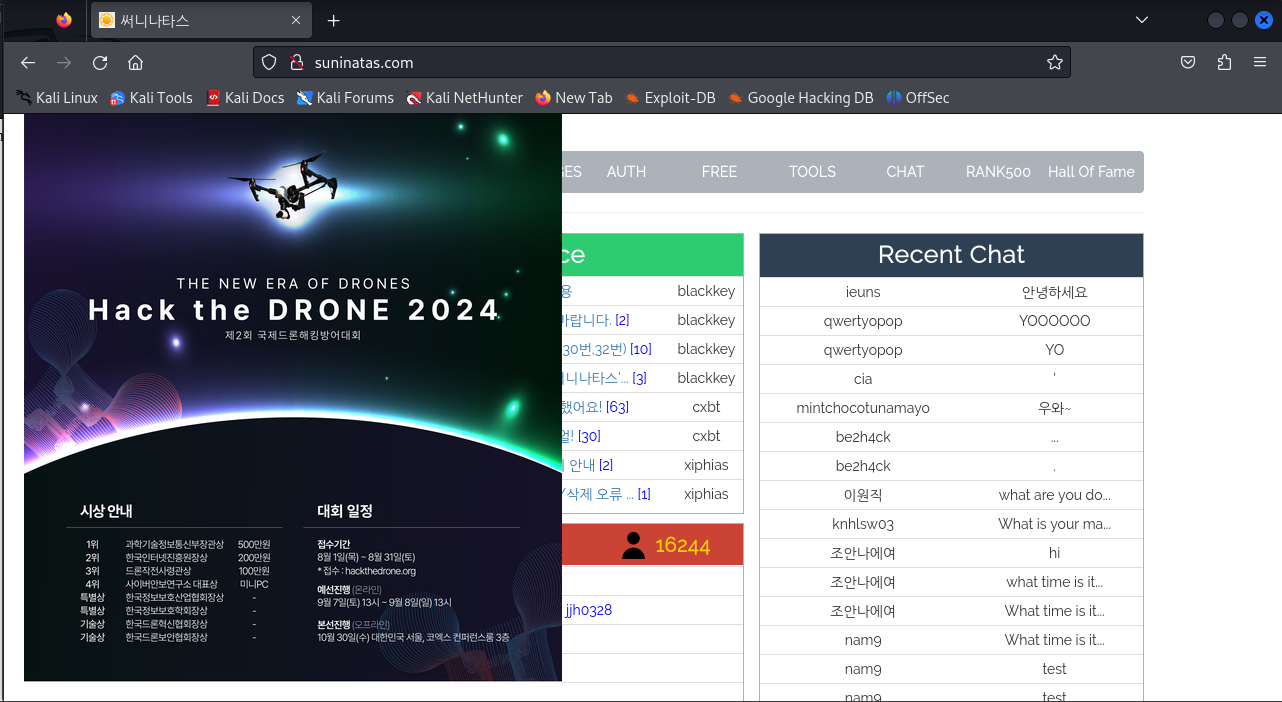 써니나타스
suninatas.com
Kali Linux
Kali Tools
Kali Docs
Kali Forums
Kali NetHunter
New Tab
Exploit-DB
Google Hacking DB
OffSec
GES
AUTH
FREE
TOOLS
CHAT
RANK500
Hall Of Fame
THE NEW ERA OF DRONES
Hack the DRONE 2024
제2회 국제드론해킹방어대회
시상 안내
1위 과학기술정보통신부장관상 500만원
2위 한국인터넷진흥원장상 200만원
3위 드론작전사령관상 100만원
4위 사이버안보연구소 대표상 미니PC
특별상 한국정보보호산업협회장상 -
특별상 한국정보보호학회장상 -
기술상 한국드론혁신협회장상 -
기술상 한국드론보안협회장상 -
대회 일정
접수기간
8월 1일(목) ~ 8월 31일(토)
* 접수 : hackthedrone.org
예선진행 (온라인)
9월 7일(토) 13시 ~ 9월 8일(일) 13시
본선진행 (오프라인)
10월 30일(수) 대한민국 서울, 코엑스 컨퍼런스룸 3층
ce
용 blackkey
바랍니다. [2] blackkey
30번,32번) [10] blackkey
니나타스'... [3] blackkey
했어요! [63] cxbt
얼! [30] cxbt
안내 [2] xiphias
/삭제 오류 ... [1] xiphias
16244
jjh0328
Recent Chat
ieuns 안녕하세요
qwertyopop YOOOOOO
qwertyopop YO
cia '
mintchocotunamayo 우와~
be2h4ck ...
be2h4ck .
이원직 what are you do...
knhlsw03 What is your ma...
조안나에여 hi
조안나에여 what time is it...
조안나에여 What time is it...
nam9 What time is it...
nam9 test
nam9 test